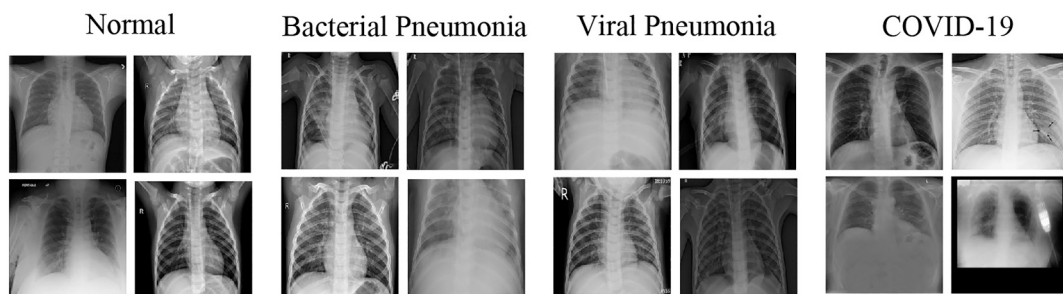 Normal
Bacterial Pneumonia
Viral Pneumonia
COVID-19
R
R
R
R